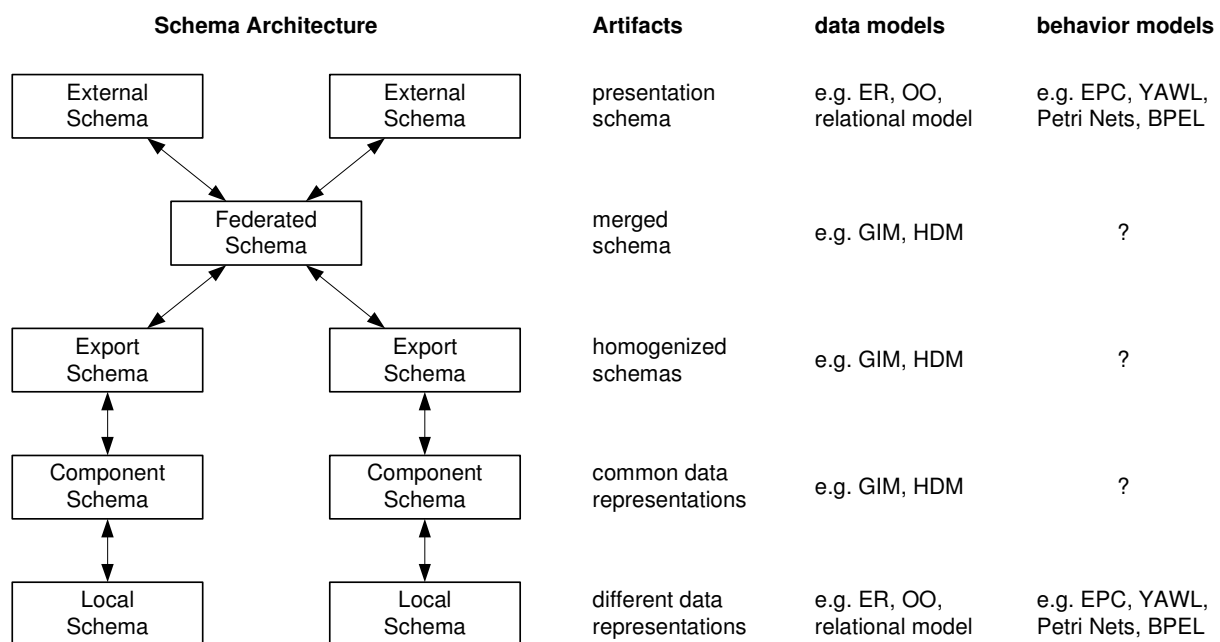 Schema Architecture
Artifacts
data models
behavior models
External
Schema
External
Schema
presentation
schema
e.g. ER, OO,
relational model
e.g. EPC, YAWL,
Petri Nets, BPEL
Federated
Schema
merged
schema
e.g. GIM, HDM
?
Export
Schema
Export
Schema
homogenized
schemas
e.g. GIM, HDM
?
Component
Schema
Component
Schema
common data
representations
e.g. GIM, HDM
?
Local
Schema
Local
Schema
different data
representations
e.g. ER, OO,
relational model
e.g. EPC, YAWL,
Petri Nets, BPEL